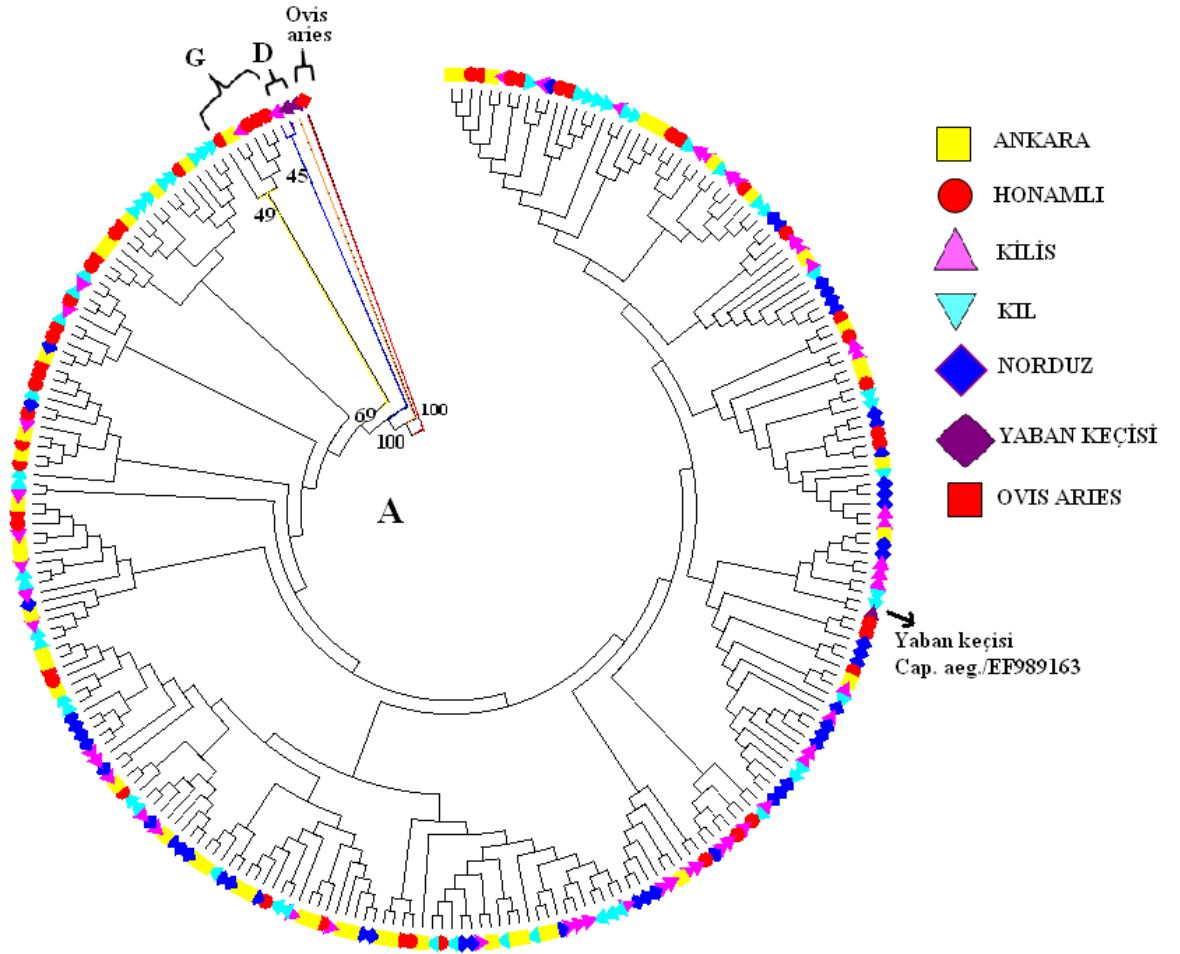 Ovis
aries
G
D
45
49
69
100
100
A
ANKARA
HONAMLI
KİLİS
KIL
NORDUZ
YABAN KEÇİSİ
OVIS ARIES
Yaban keçisi
Cap. aeg./EF989163